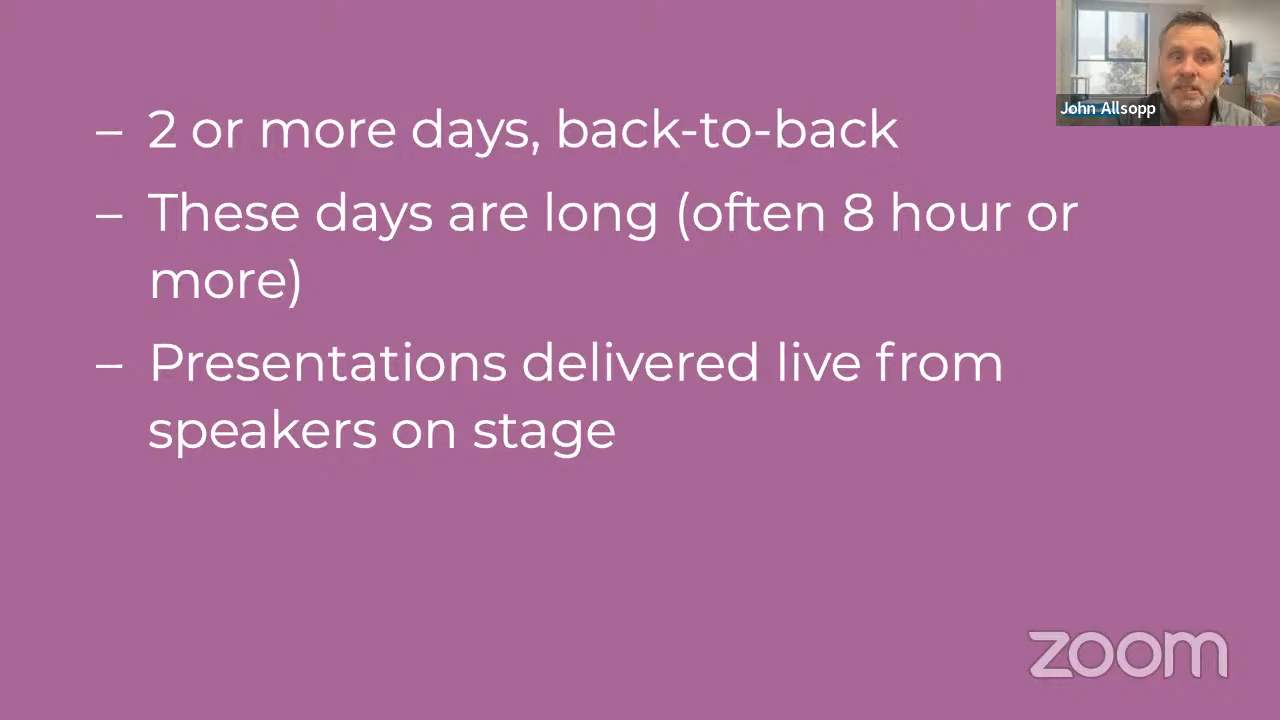 – 2 or more days, back-to-back
– These days are long (often 8 hour or
more)
– Presentations delivered live from
speakers on stage
John Allsopp
zoom